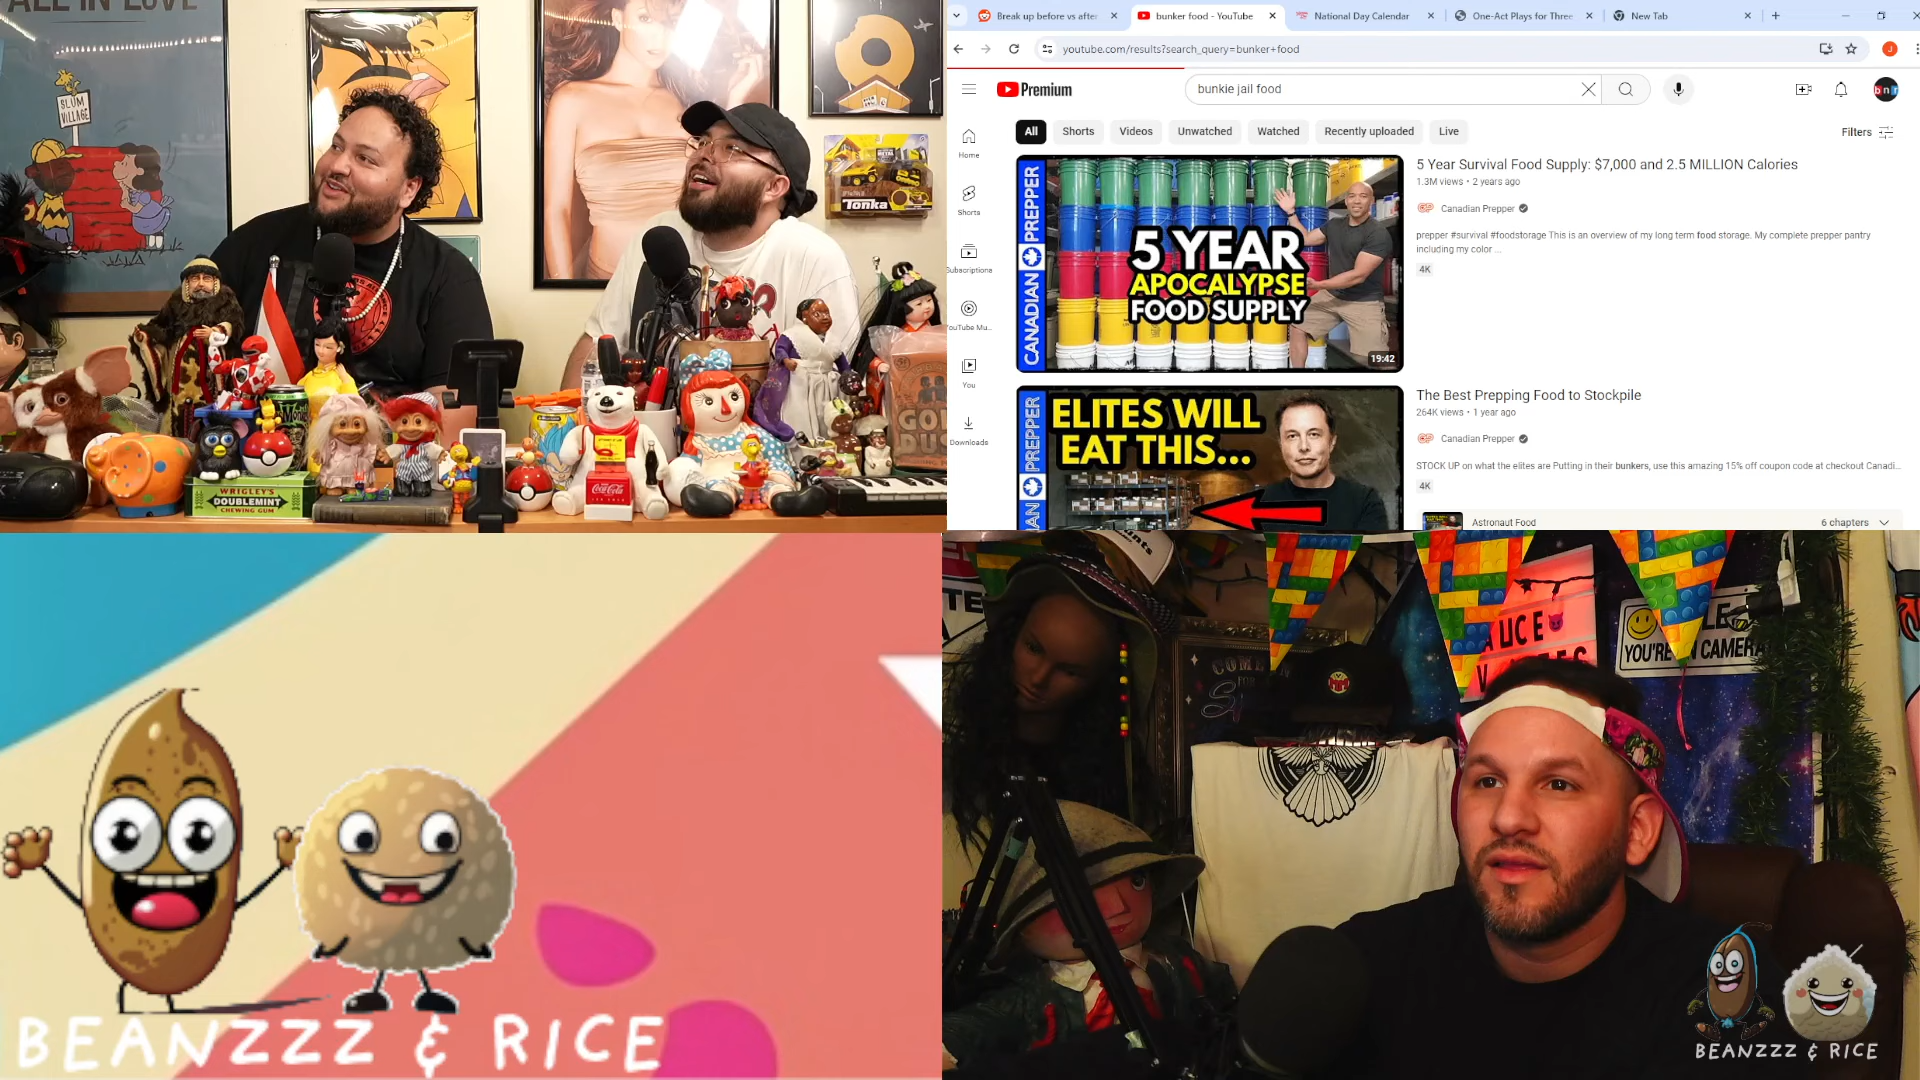 ALL IN LOVE
SLUM
VILLAGE
Tonka
WRIGLEY'S
DOUBLEMINT
CHEWING GUM
Coca-Cola
GOLD
DUST
Break up before vs after
bunker food - YouTube
National Day Calendar
One-Act Plays for Three
New Tab
youtube.com/results?search_query=bunker+food
J
Premium
bunkie jail food
bnr
All
Shorts
Videos
Unwatched
Watched
Recently uploaded
Live
Filters
Home
Shorts
Subscriptions
YouTube Mu...
You
Downloads
CANADIAN PREPPER
5 YEAR
APOCALYPSE
FOOD SUPPLY
19:42
5 Year Survival Food Supply: $7,000 and 2.5 MILLION Calories
1.3M views • 2 years ago
Canadian Prepper
prepper #survival #foodstorage This is an overview of my long term food storage. My complete prepper pantry
including my color ...
4K
AN PREPPER
ELITES WILL
EAT THIS...
The Best Prepping Food to Stockpile
264K views • 1 year ago
Canadian Prepper
STOCK UP on what the elites are Putting in their bunkers, use this amazing 15% off coupon code at checkout Canadi...
4K
Astronaut Food
6 chapters
BEANZZZ & RICE
YOU'RE ON CAMERA
BEANZZZ & RICE